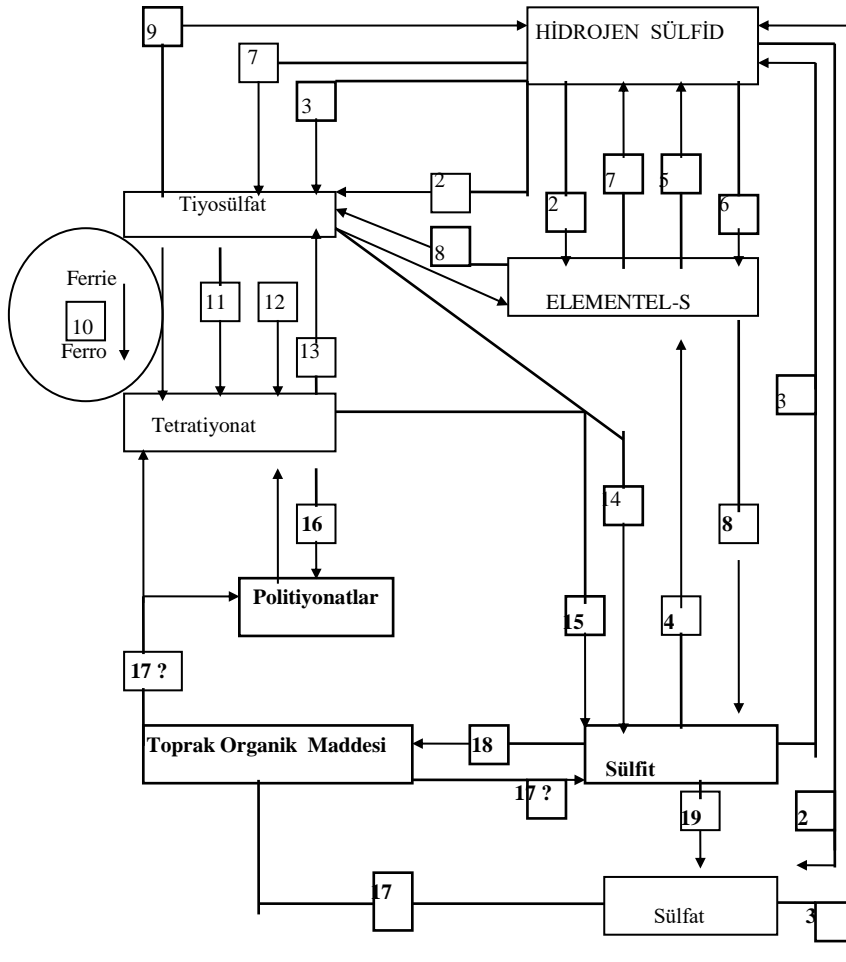 9
HİDROJEN SÜLFİD
7
3
2
Tiyosülfat
2
7
5
6
8
Ferrie
10
Ferro
11
12
13
ELEMENTEL-S
3
Tetratiyonat
14
16
8
Politiyonatlar
15
4
17 ?
Toprak Organik Maddesi
18
Sülfit
17 ?
19
2
17
Sülfat
3